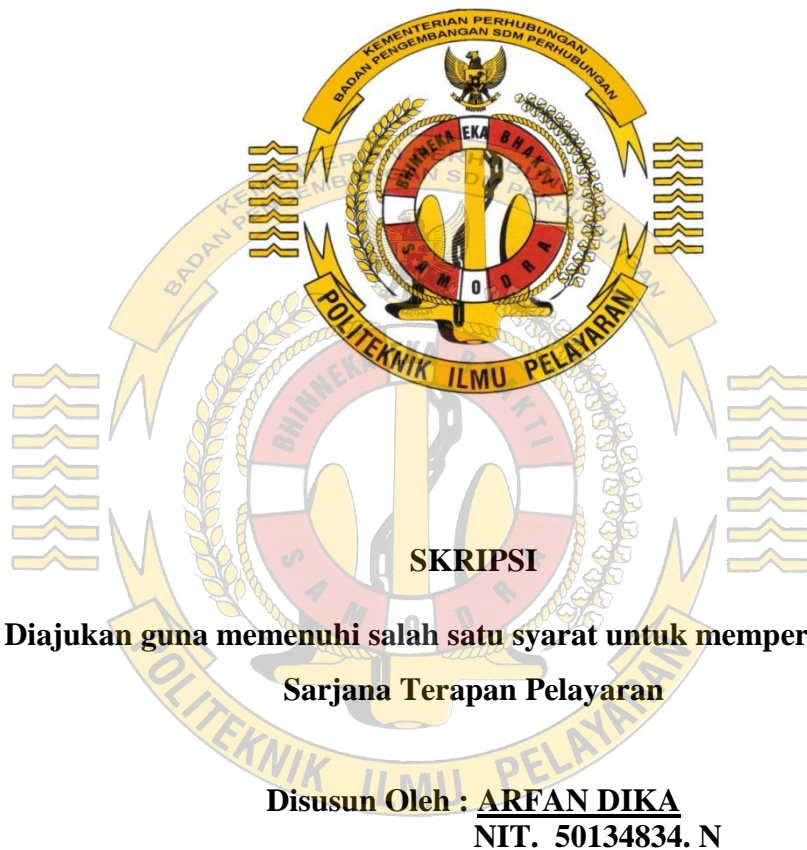 KEMENTERIAN PERHUBUNGAN
BADAN PENGEMBANGAN SDM PERHUBUNGAN
BHINNEKA EKA BHAKTI
SAMODRA
POLITEKNIK ILMU PELAYARAN
SKRIPSI
Diajukan guna memenuhi salah satu syarat untuk memper
Sarjana Terapan Pelayaran
Disusun Oleh : ARFAN DIKA
NIT. 50134834. N